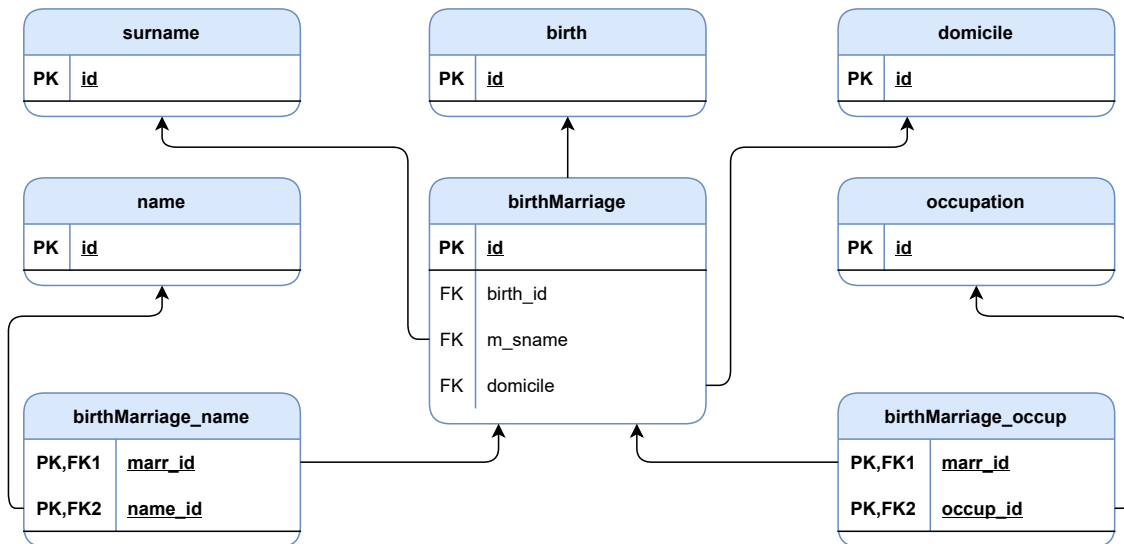 surname
PK id
birth
PK id
domicile
PK id
name
PK id
birthMarriage
PK id
FK birth_id
FK m_sname
FK domicile
occupation
PK id
birthMarriage_name
PK,FK1 marr_id
PK,FK2 name_id
birthMarriage_occup
PK,FK1 marr_id
PK,FK2 occup_id